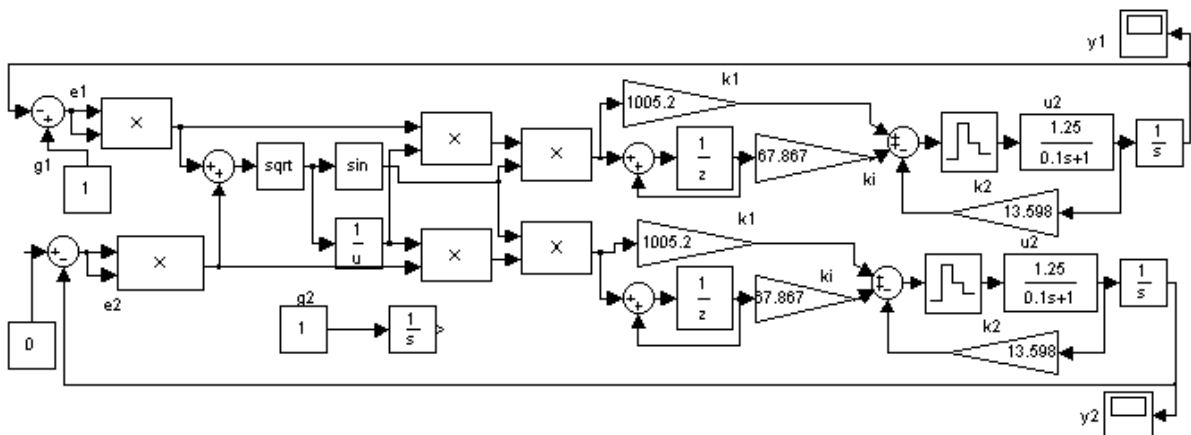 y1
k1
e1
1005.2
u2
×
×
×
1.25
0.1s+1
1
s
g1
sqrt
sin
1
z
67.867
ki
1
k2
13.598
k1
u2
1
u
×
×
×
1005.2
1.25
0.1s+1
1
s
e2
g2
ki
1
z
67.867
k2
0
1
1
s
13.598
y2